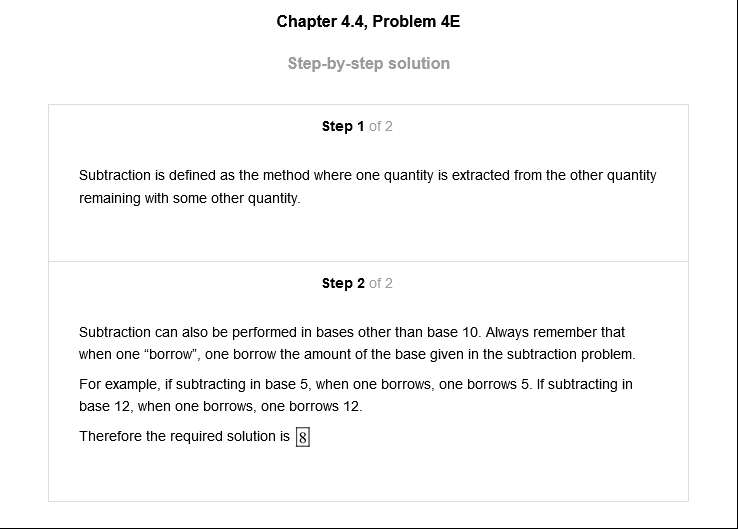 Chapter 4.4, Problem 4E
Step-by-step solution
Step 1 of 2
Subtraction is defined as the method where one quantity is extracted from the other quantity
remaining with some other quantity.
Step 2 of 2
Subtraction can also be performed in bases other than base 10. Always remember that
when one “borrow”, one borrow the amount of the base given in the subtraction problem.
For example, if subtracting in base 5, when one borrows, one borrows 5. If subtracting in
base 12, when one borrows, one borrows 12.
Therefore the required solution is 8